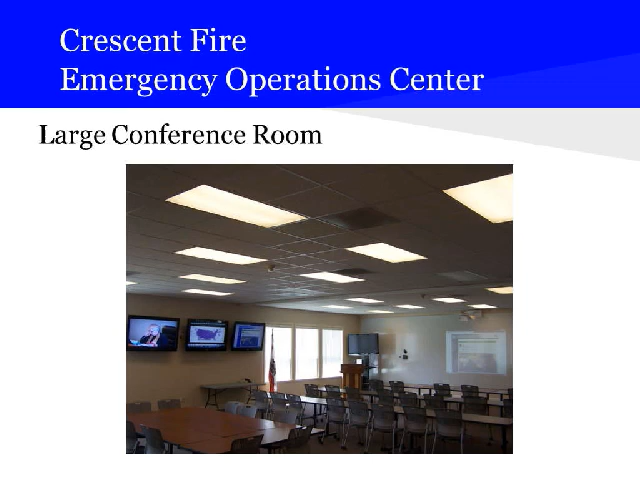 Crescent Fire
Emergency Operations Center
Large Conference Room